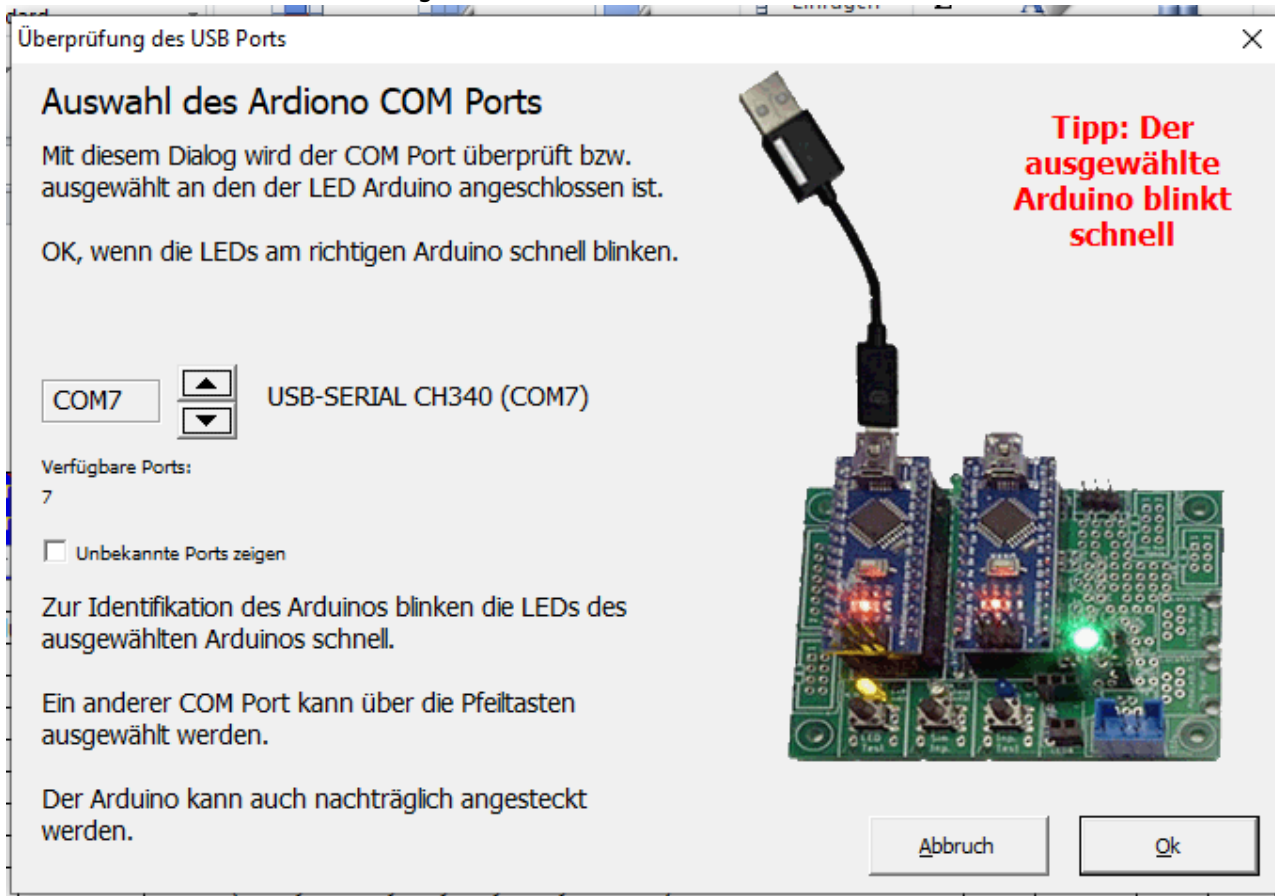 Einfügen
Überprüfung des USB Ports
Auswahl des Ardiono COM Ports
Mit diesem Dialog wird der COM Port überprüft bzw.
ausgewählt an den der LED Arduino angeschlossen ist.
OK, wenn die LEDs am richtigen Arduino schnell blinken.
Tipp: Der
ausgewählte
Arduino blinkt
schnell
COM7
USB-SERIAL CH340 (COM7)
Verfügbare Ports:
7
Unbekannte Ports zeigen
Zur Identifikation des Arduinos blinken die LEDs des
ausgewählten Arduinos schnell.
Ein anderer COM Port kann über die Pfeiltasten
ausgewählt werden.
Der Arduino kann auch nachträglich angesteckt
werden.
LED
Test
Abbruch
Ok